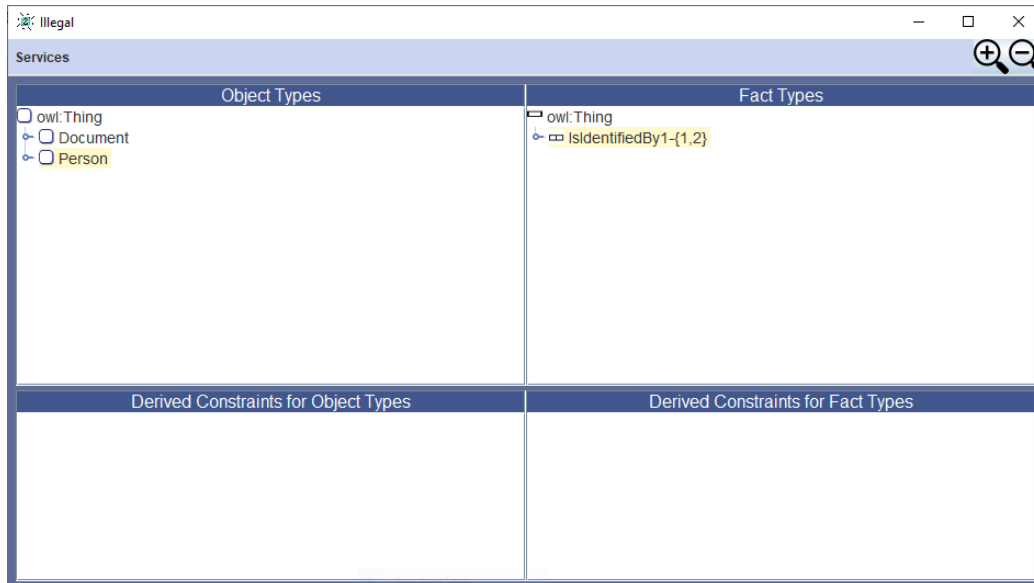 Illegal
Services
Object Types
owl:Thing
Document
Person
Fact Types
owl:Thing
IsIdentifiedBy1-{1,2}
Derived Constraints for Object Types
Derived Constraints for Fact Types